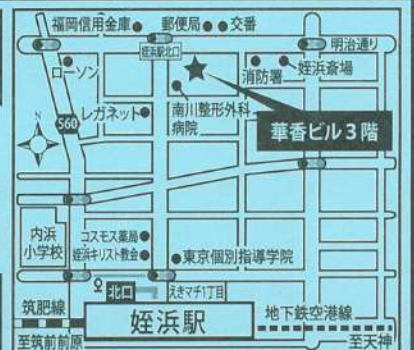 福岡信用金庫
郵便局
交番
姪浜駅北口
明治通り
ローソン
消防署
姪浜斎場
N
560
レガネット
南川整形外科
病院
華香ビル3階
内浜
小学校
コスモス薬局
姪浜キリスト教会
東京個別指導学院
北口
えきマチ1丁目
筑肥線
姪浜駅
地下鉄空港線
至筑前前原
至天神